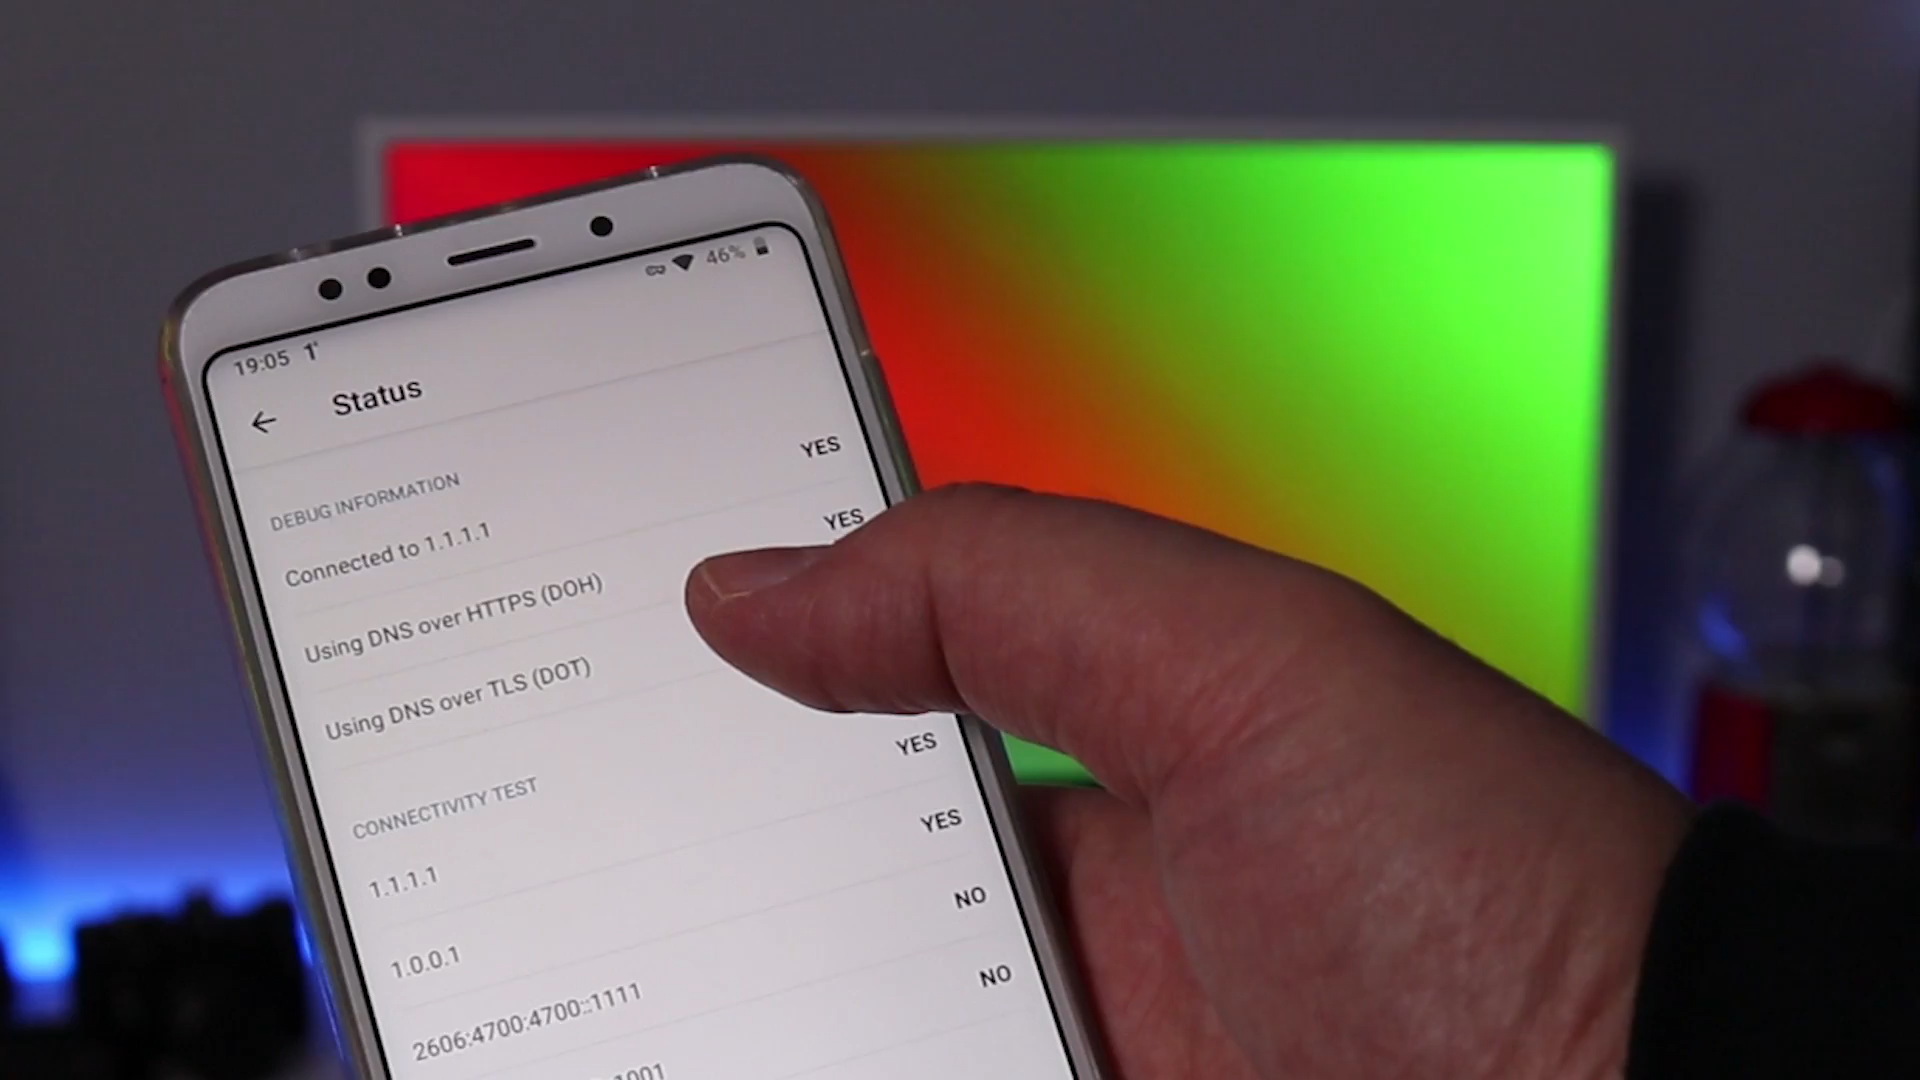 19:05 46%
Status
DEBUG INFORMATION
Connected to 1.1.1.1 YES
Using DNS over HTTPS (DOH) YES
Using DNS over TLS (DOT)
CONNECTIVITY TEST
1.1.1.1 YES
1.0.0.1 YES
2606:4700:4700::1111 NO
1001 NO